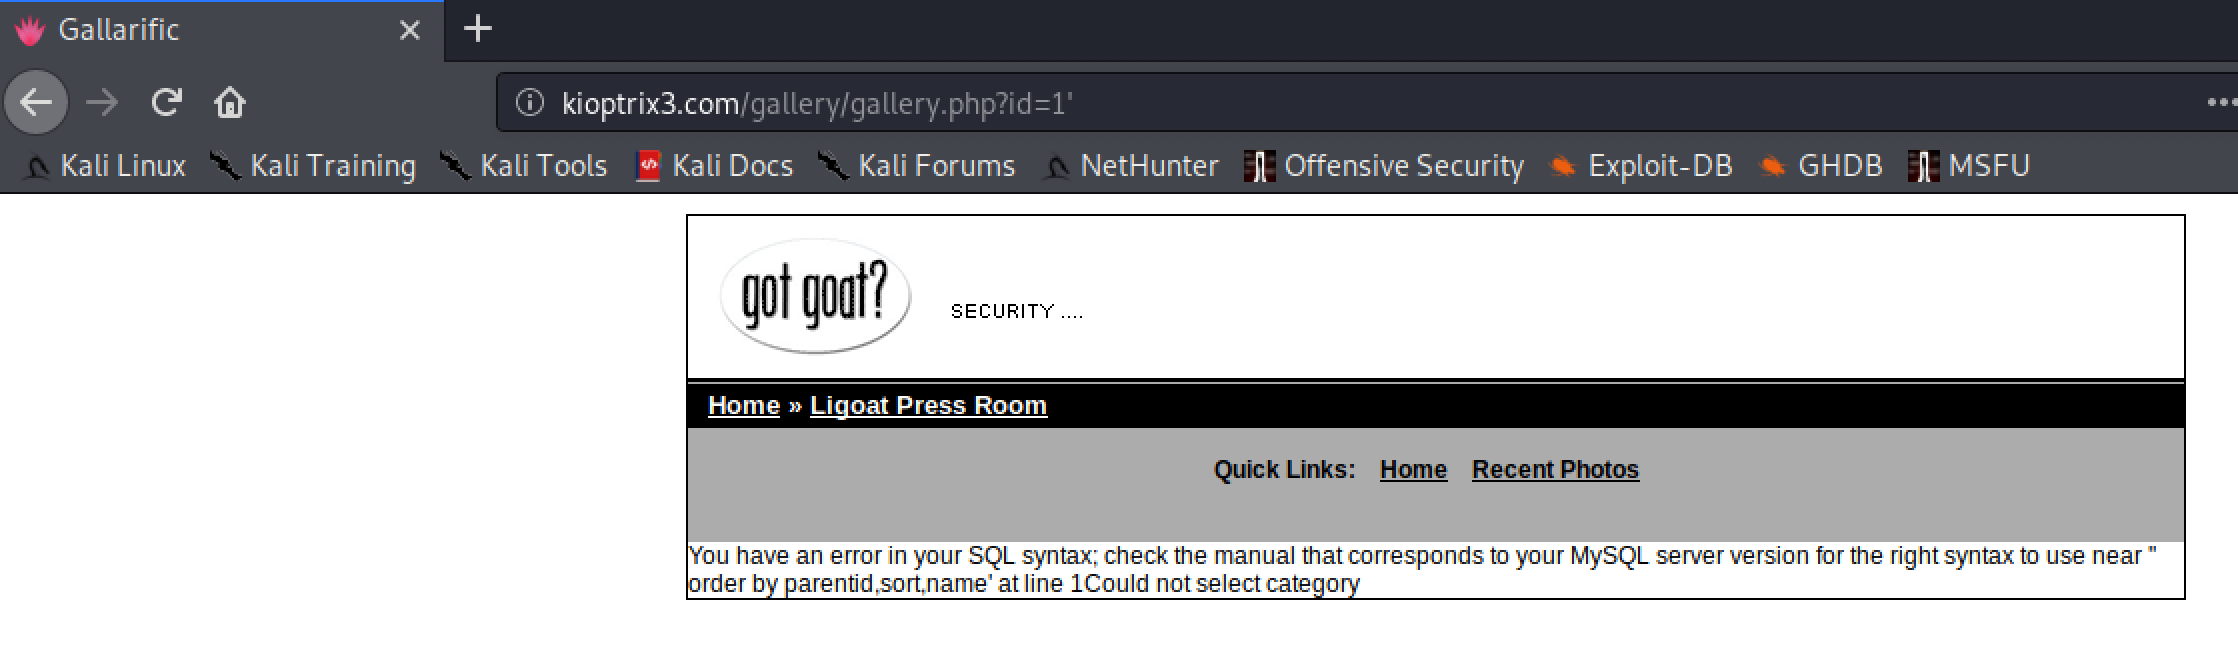 Gallarific
kioptrix3.com/gallery/gallery.php?id=1'
Kali Linux Kali Training Kali Tools Kali Docs Kali Forums NetHunter Offensive Security Exploit-DB GHDB MSFU
got goat?
SECURITY ....
Home » Ligoat Press Room
Quick Links: Home Recent Photos
You have an error in your SQL syntax; check the manual that corresponds to your MySQL server version for the right syntax to use near ''
order by parentid,sort,name' at line 1Could not select category